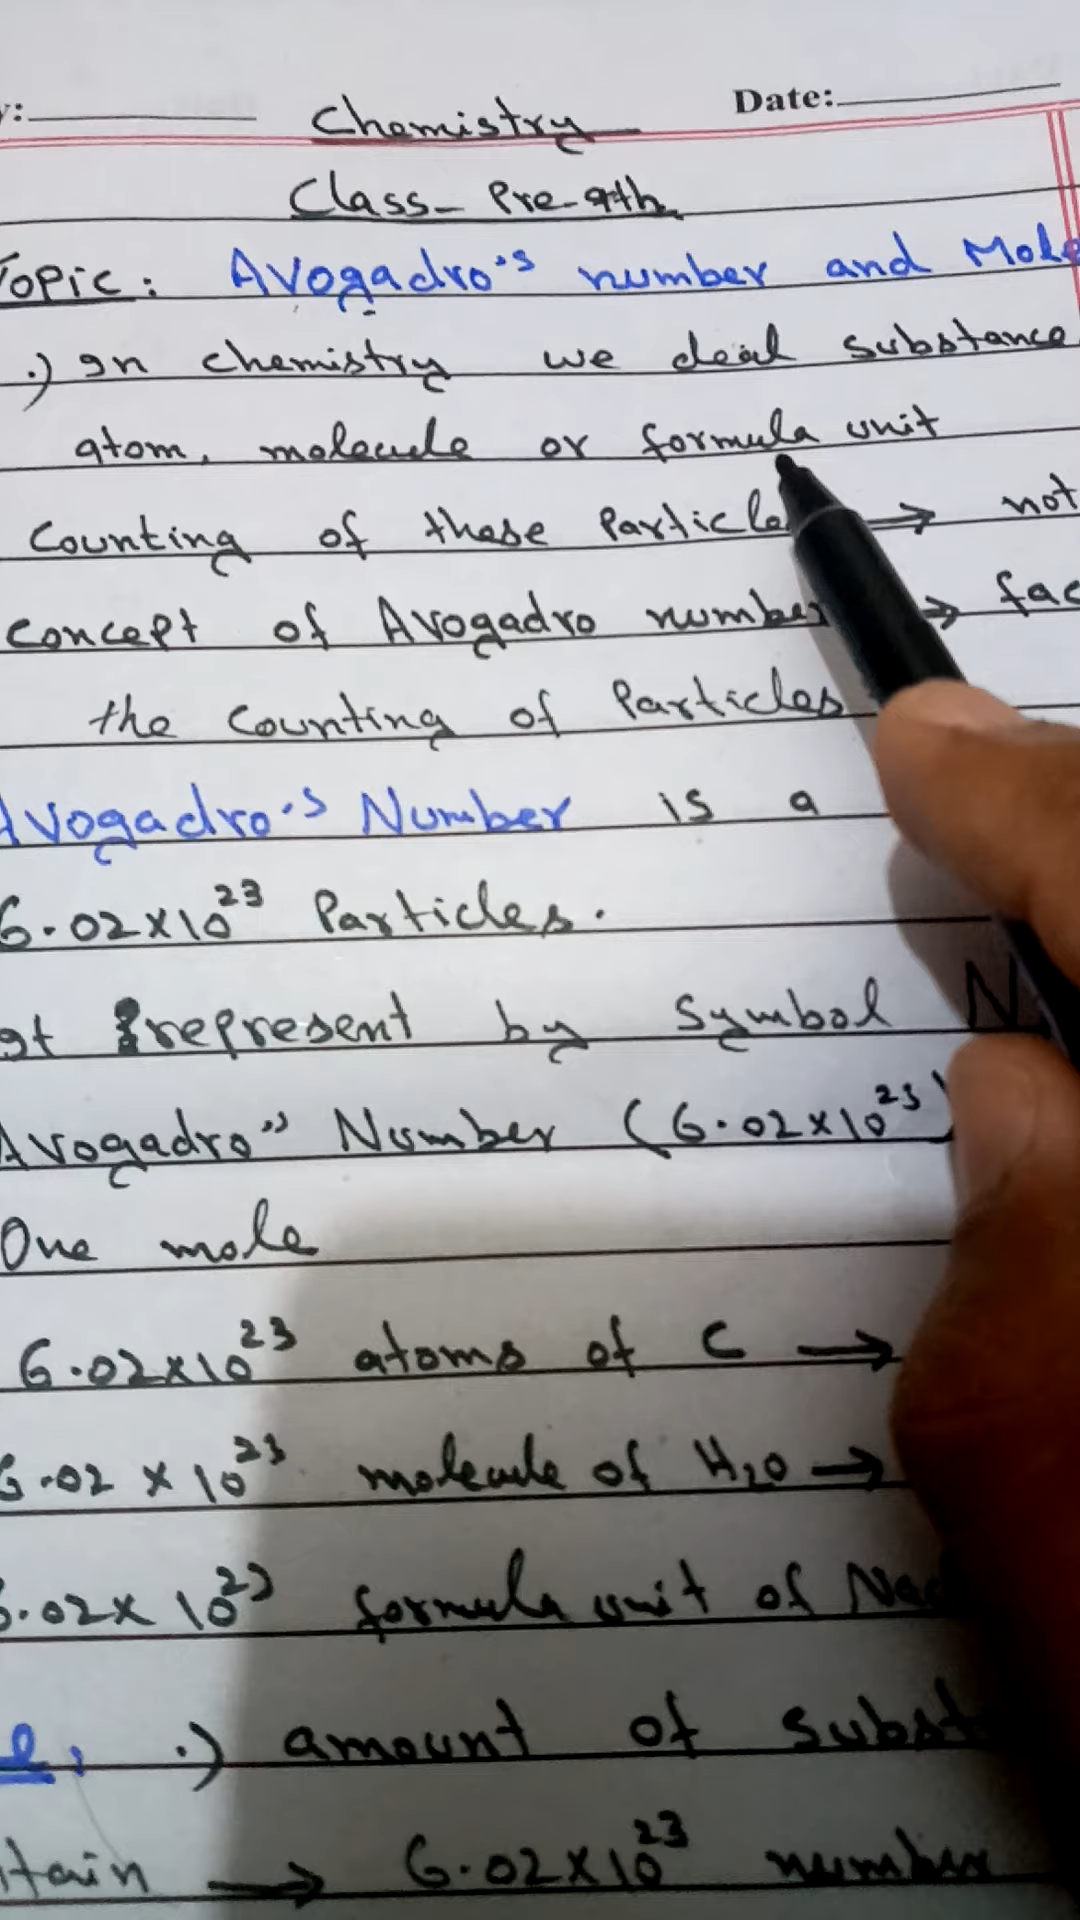 Date:
Chemistry
Class- Pre-9th
Topic: Avogadro's number and Mole
.) In chemistry we deal substance
atom, molecule or formula unit
Counting of these Particle → not
concept of Avogadro number → fac
the counting of Particles
Avogadro's Number is a
6.02×10²³ Particles.
It represent by symbol N
Avogadro's Number (6.02×10²³)
One mole
6.02×10²³ atoms of C →
6.02 × 10²³ molecule of H₂O →
6.02× 10²³ formula unit of Nac
.) amount of subst
tain → 6.02×10²³ number